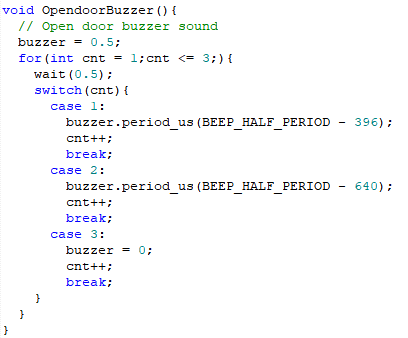 void OpendoorBuzzer(){
  // Open door buzzer sound
  buzzer = 0.5;
  for(int cnt = 1;cnt <= 3;){
    wait(0.5);
    switch(cnt){
      case 1:
        buzzer.period_us(BEEP_HALF_PERIOD - 396);
        cnt++;
        break;
      case 2:
        buzzer.period_us(BEEP_HALF_PERIOD - 640);
        cnt++;
        break;
      case 3:
        buzzer = 0;
        cnt++;
        break;
    }
  }
}